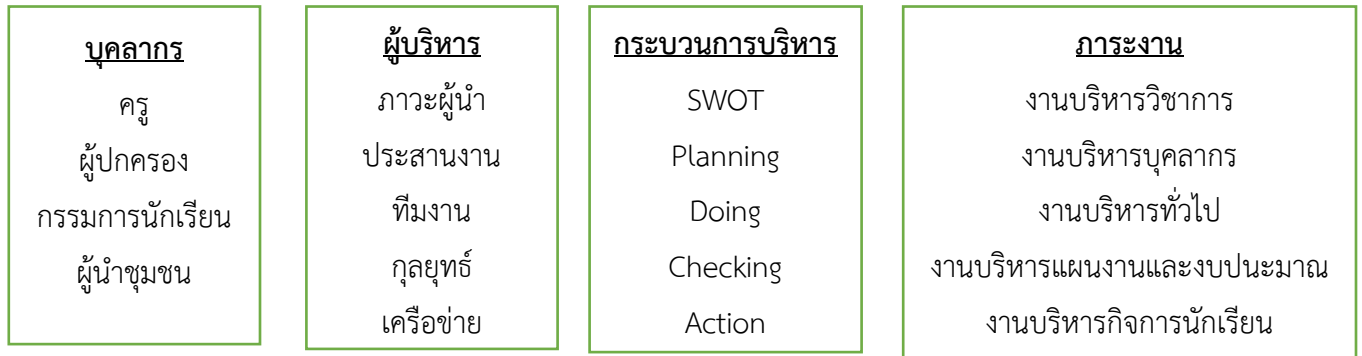 บุคลากร
ครู
ผู้ปกครอง
กรรมการนักเรียน
ผู้นำชุมชน
ผู้บริหาร
ภาวะผู้นำ
ประสานงาน
ทีมงาน
กุลยุทธ์
เครือข่าย
กระบวนการบริหาร
SWOT
Planning
Doing
Checking
Action
ภาระงาน
งานบริหารวิชาการ
งานบริหารบุคลากร
งานบริหารทั่วไป
งานบริหารแผนงานและงบปนะมาณ
งานบริหารกิจการนักเรียน